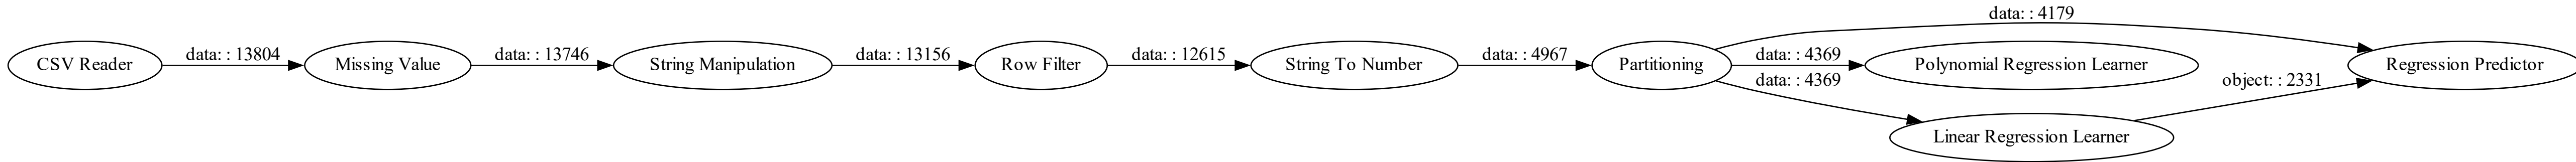 CSV Reader
data: : 13804
Missing Value
data: : 13746
String Manipulation
data: : 13156
Row Filter
data: : 12615
String To Number
data: : 4967
Partitioning
data: : 4179
data: : 4369
data: : 4369
Polynomial Regression Learner
Linear Regression Learner
object: : 2331
Regression Predictor